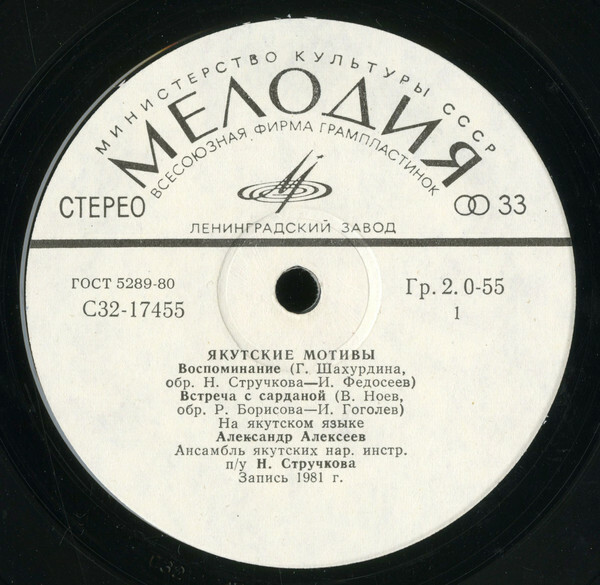 МИНИСТЕРСТВО КУЛЬТУРЫ СССР
МЕЛОДИЯ
ВСЕСОЮЗНАЯ ФИРМА ГРАМПЛАСТИНОК
СТЕРЕО
33
ЛЕНИНГРАДСКИЙ ЗАВОД
ГОСТ 5289-80
Гр. 2. 0-55
С32-17455
1
ЯКУТСКИЕ МОТИВЫ
Воспоминание (Г. Шахурдина,
обр. Н. Стручкова—И. Федосеев)
Встреча с сарданой (В. Ноев,
обр. Р. Борисова—И. Гоголев)
На якутском языке
Александр Алексеев
Ансамбль якутских нар. инстр.
п/у Н. Стручкова
Запись 1981 г.